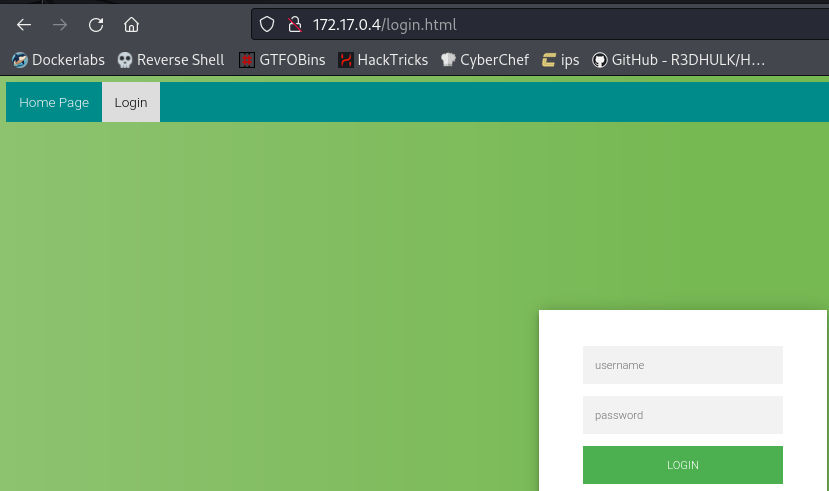 172.17.0.4/login.html
Dockerlabs Reverse Shell GTFOBins HackTricks CyberChef ips GitHub - R3DHULK/H...
Home Page Login
username
password
LOGIN